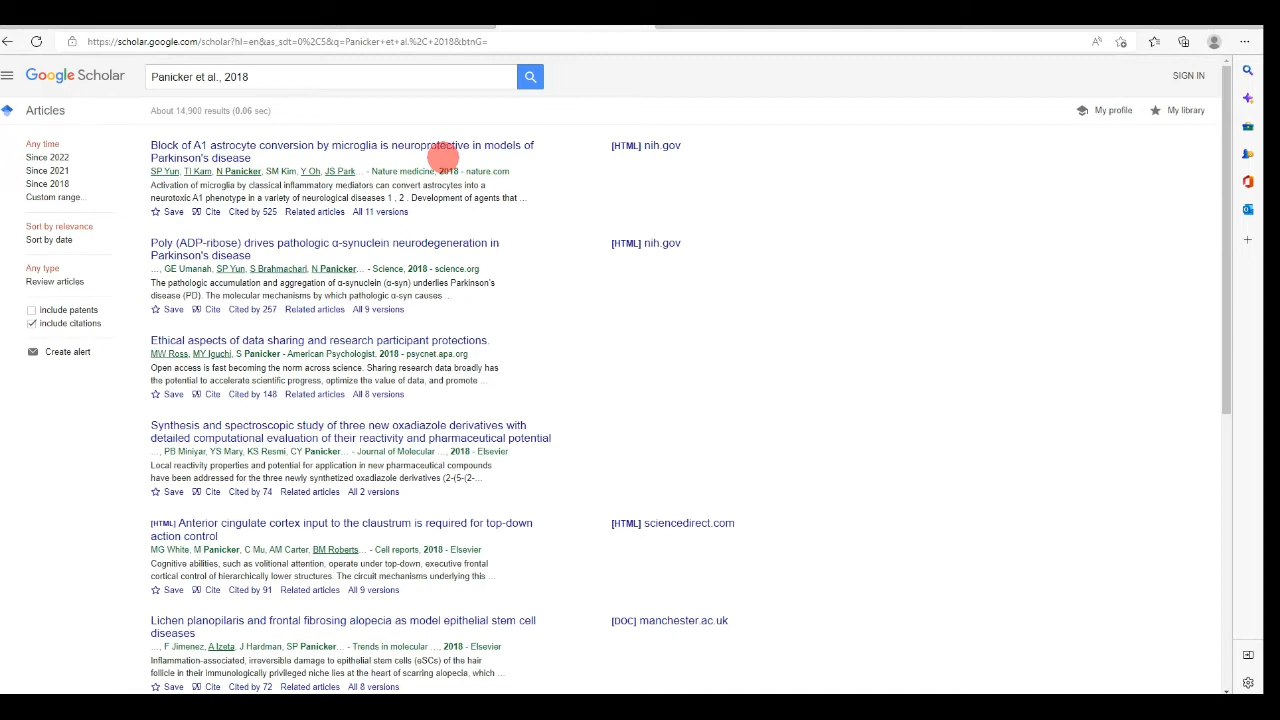 https://scholar.google.com/scholar?hl=en&as_sdt=0%2C5&q=Panicker+et+al.%2C+2018&btnG=
Google Scholar
Panicker et al., 2018
SIGN IN
Articles
About 14,900 results (0.06 sec)
My profile
My library
Any time
Since 2022
Since 2021
Since 2018
Custom range...
Sort by relevance
Sort by date
Any type
Review articles
include patents
include citations
Create alert
Block of A1 astrocyte conversion by microglia is neuroprotective in models of
Parkinson's disease
SP Yun, TI Kam, N Panicker, SM Kim, Y Oh, JS Park... - Nature medicine, 2018 - nature.com
Activation of microglia by classical inflammatory mediators can convert astrocytes into a
neurotoxic A1 phenotype in a variety of neurological diseases 1 , 2 . Development of agents that ...
Save Cite Cited by 525 Related articles All 11 versions
[HTML] nih.gov
Poly (ADP-ribose) drives pathologic α-synuclein neurodegeneration in
Parkinson's disease
..., GE Umanah, SP Yun, S Brahmachari, N Panicker... - Science, 2018 - science.org
The pathologic accumulation and aggregation of α-synuclein (α-syn) underlies Parkinson's
disease (PD). The molecular mechanisms by which pathologic α-syn causes ...
Save Cite Cited by 257 Related articles All 9 versions
[HTML] nih.gov
Ethical aspects of data sharing and research participant protections.
MW Ross, MY Iguchi, S Panicker - American Psychologist, 2018 - psycnet.apa.org
Open access is fast becoming the norm across science. Sharing research data broadly has
the potential to accelerate scientific progress, optimize the value of data, and promote ...
Save Cite Cited by 148 Related articles All 8 versions
Synthesis and spectroscopic study of three new oxadiazole derivatives with
detailed computational evaluation of their reactivity and pharmaceutical potential
..., PB Miniyar, YS Mary, KS Resmi, CY Panicker... - Journal of Molecular ..., 2018 - Elsevier
Local reactivity properties and potential for application in new pharmaceutical compounds
have been addressed for the three newly synthetized oxadiazole derivatives (2-(5-(2-...
Save Cite Cited by 74 Related articles All 2 versions
[HTML] Anterior cingulate cortex input to the claustrum is required for top-down
action control
MG White, M Panicker, C Mu, AM Carter, BM Roberts... - Cell reports, 2018 - Elsevier
Cognitive abilities, such as volitional attention, operate under top-down, executive frontal
cortical control of hierarchically lower structures. The circuit mechanisms underlying this ...
Save Cite Cited by 91 Related articles All 9 versions
[HTML] sciencedirect.com
Lichen planopilaris and frontal fibrosing alopecia as model epithelial stem cell
diseases
..., F Jimenez, A Izeta, J Hardman, SP Panicker... - Trends in molecular ..., 2018 - Elsevier
Inflammation-associated, irreversible damage to epithelial stem cells (eSCs) of the hair
follicle in their immunologically privileged niche lies at the heart of scarring alopecia, which ...
Save Cite Cited by 72 Related articles All 8 versions
[DOC] manchester.ac.uk